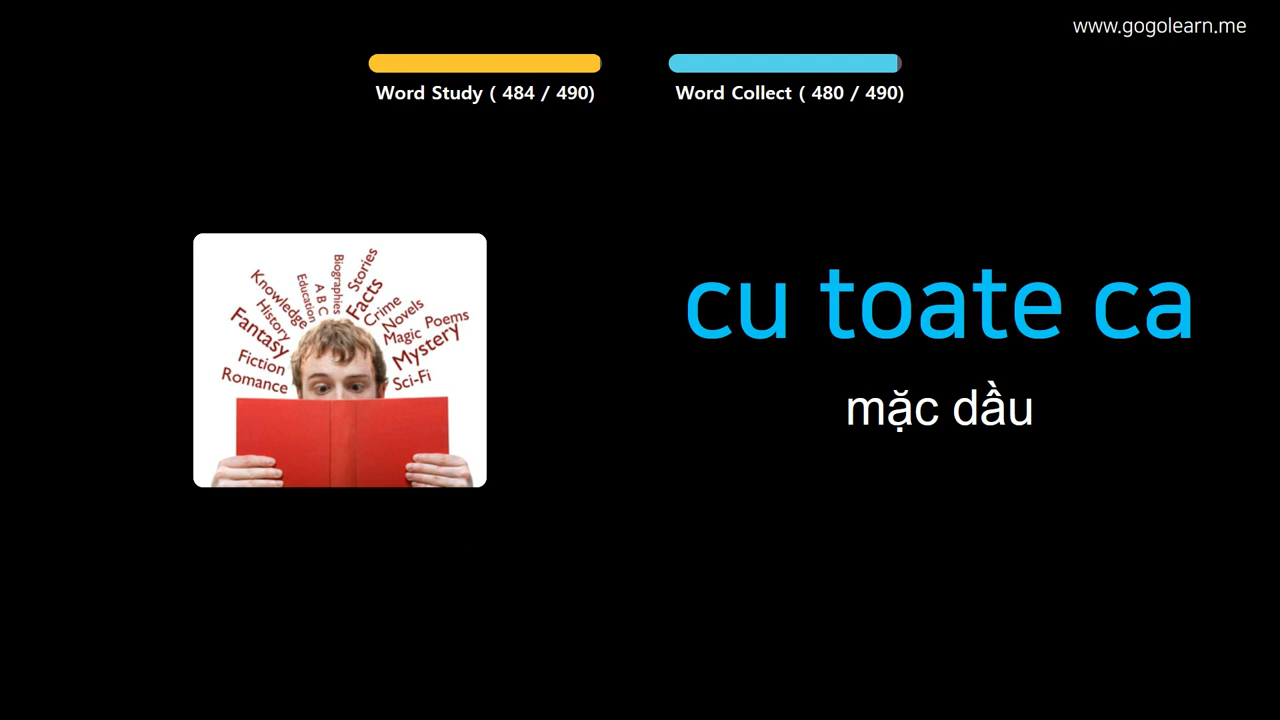 www.gogolearn.me
Word Study ( 484 / 490)
Word Collect ( 480 / 490)
Stories
Biographies
Facts
A B C
Education
Knowledge
Crime
History
Novels
Fantasy
Magic
Poems
Mystery
Fiction
Romance
Sci-Fi
cu toate ca
mặc dầu